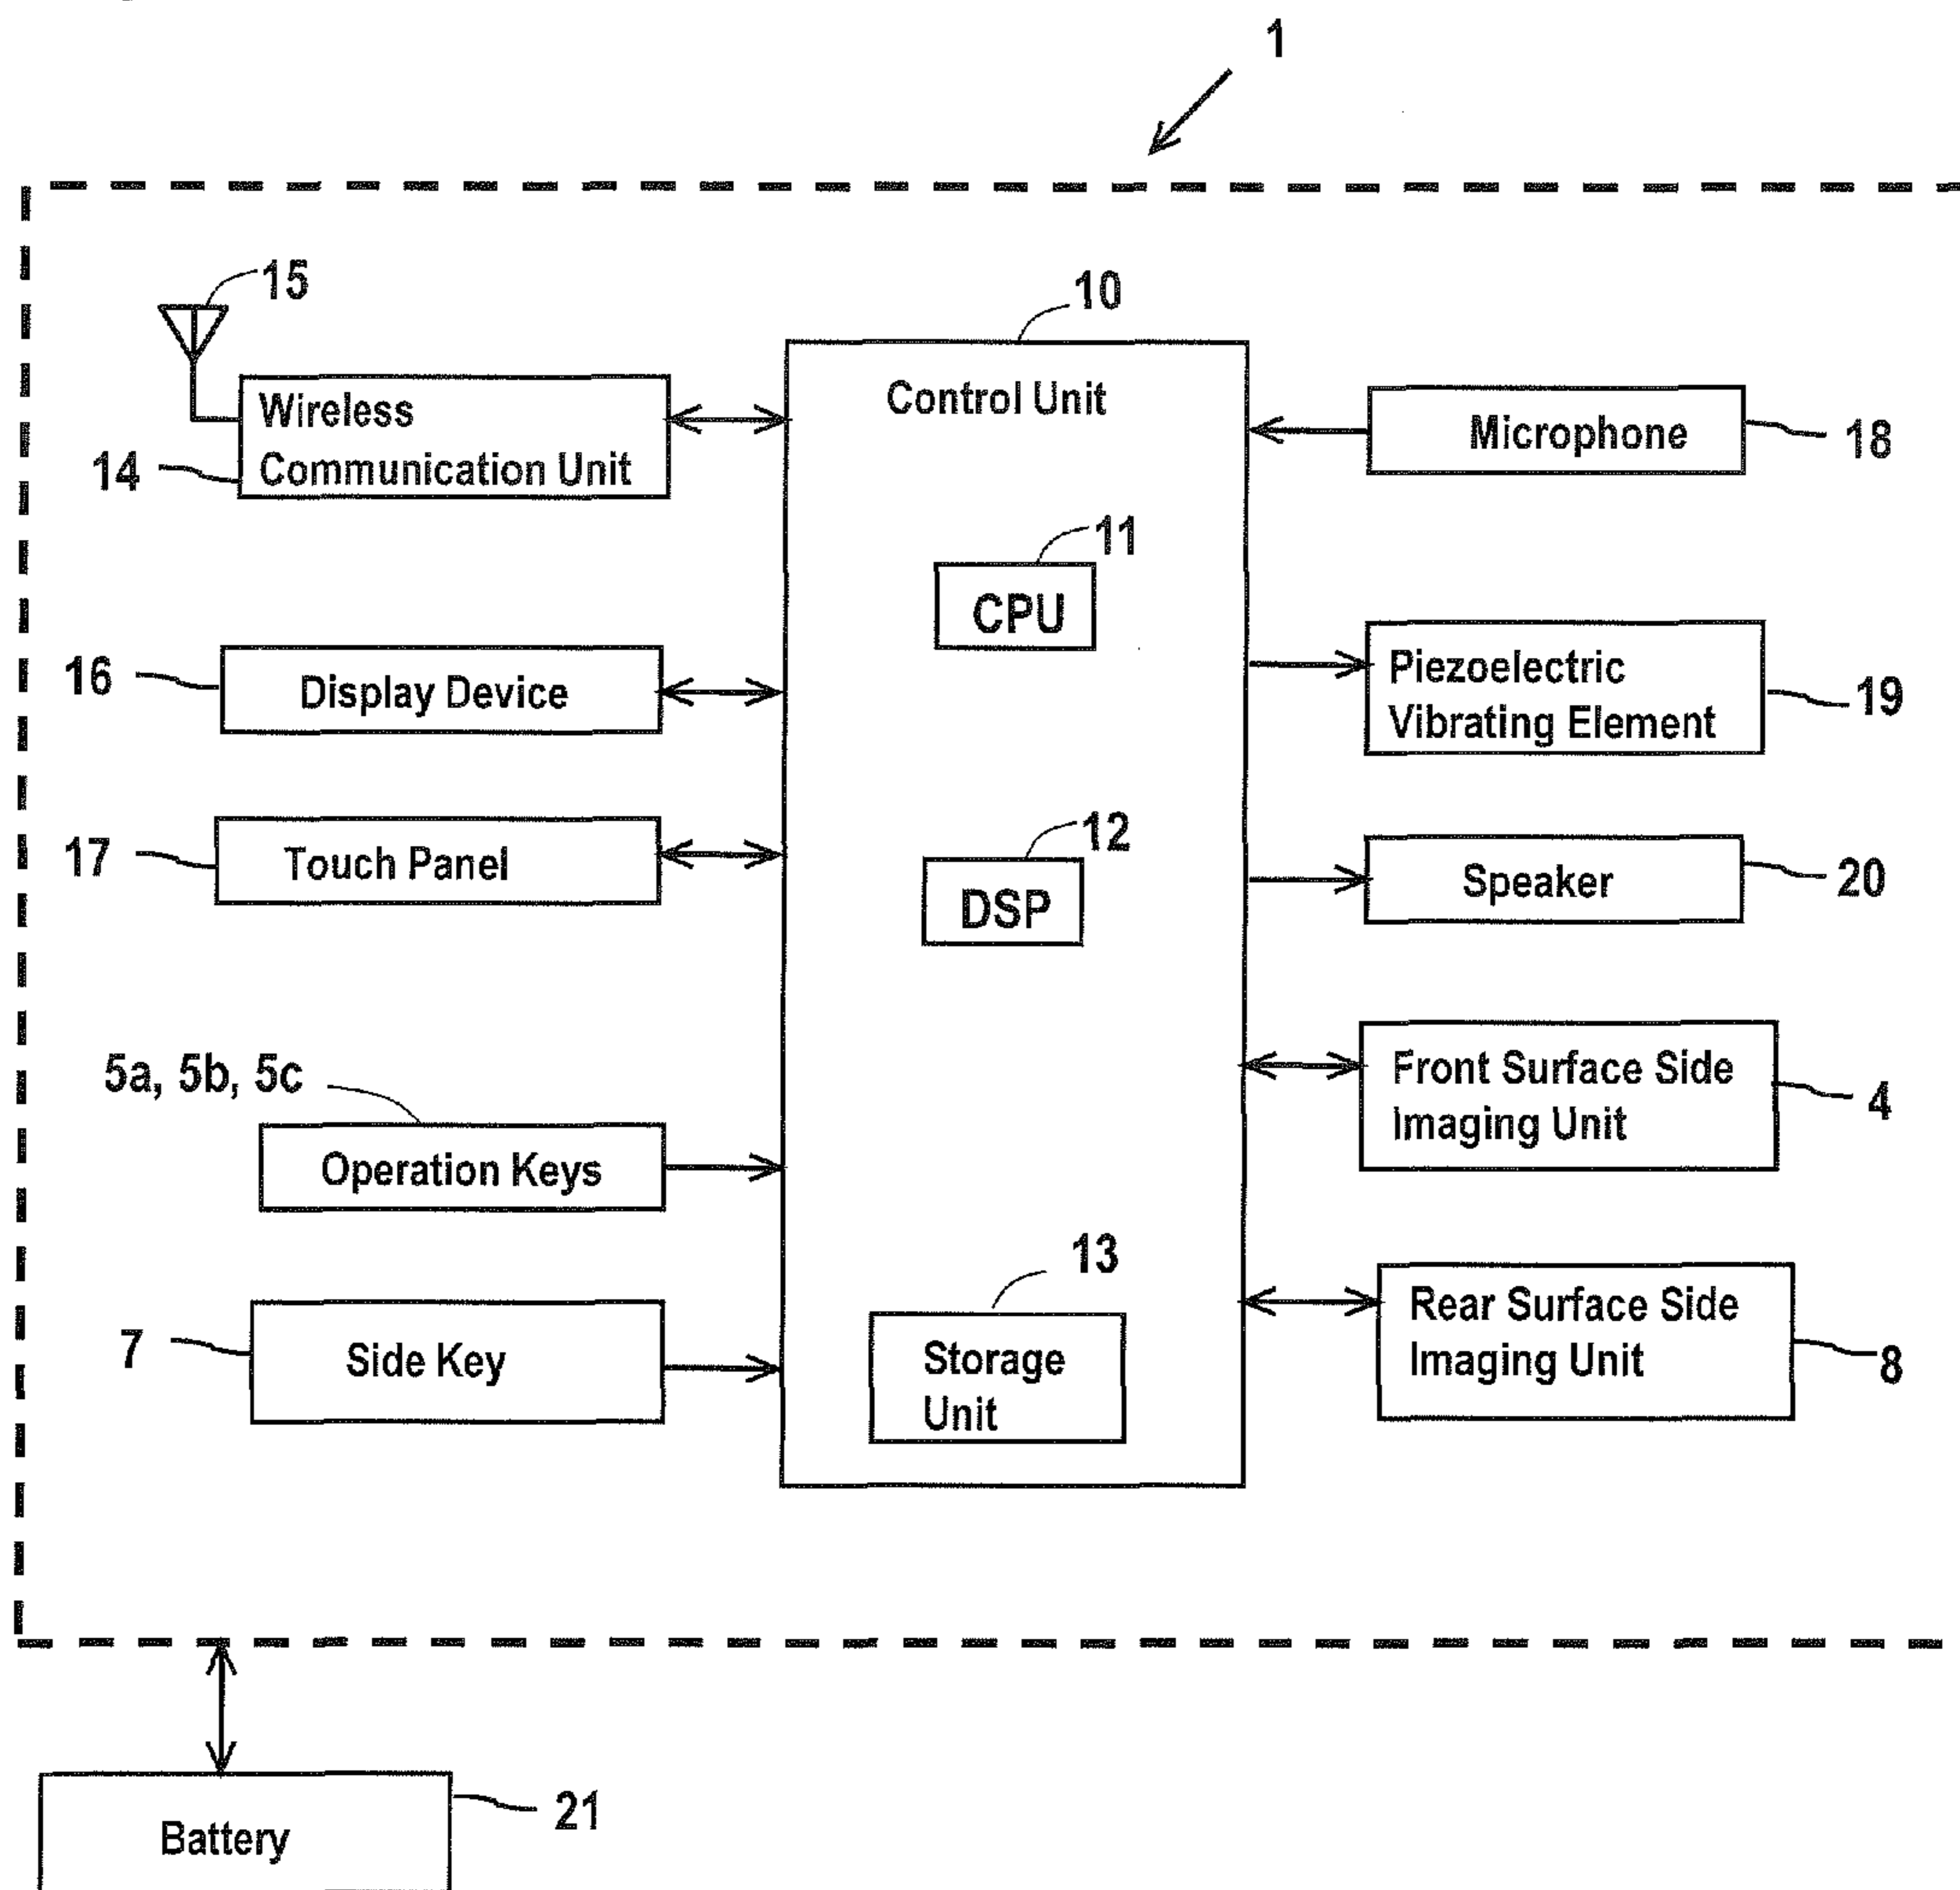 1
15
10
Wireless
Communication Unit
14
Control Unit
Microphone
18
11
CPU
16
Display Device
Piezoelectric
Vibrating Element
19
17
Touch Panel
12
DSP
Speaker
20
5a, 5b, 5c
Operation Keys
Front Surface Side
Imaging Unit
4
7
Side Key
13
Storage
Unit
Rear Surface Side
Imaging Unit
8
Battery
21